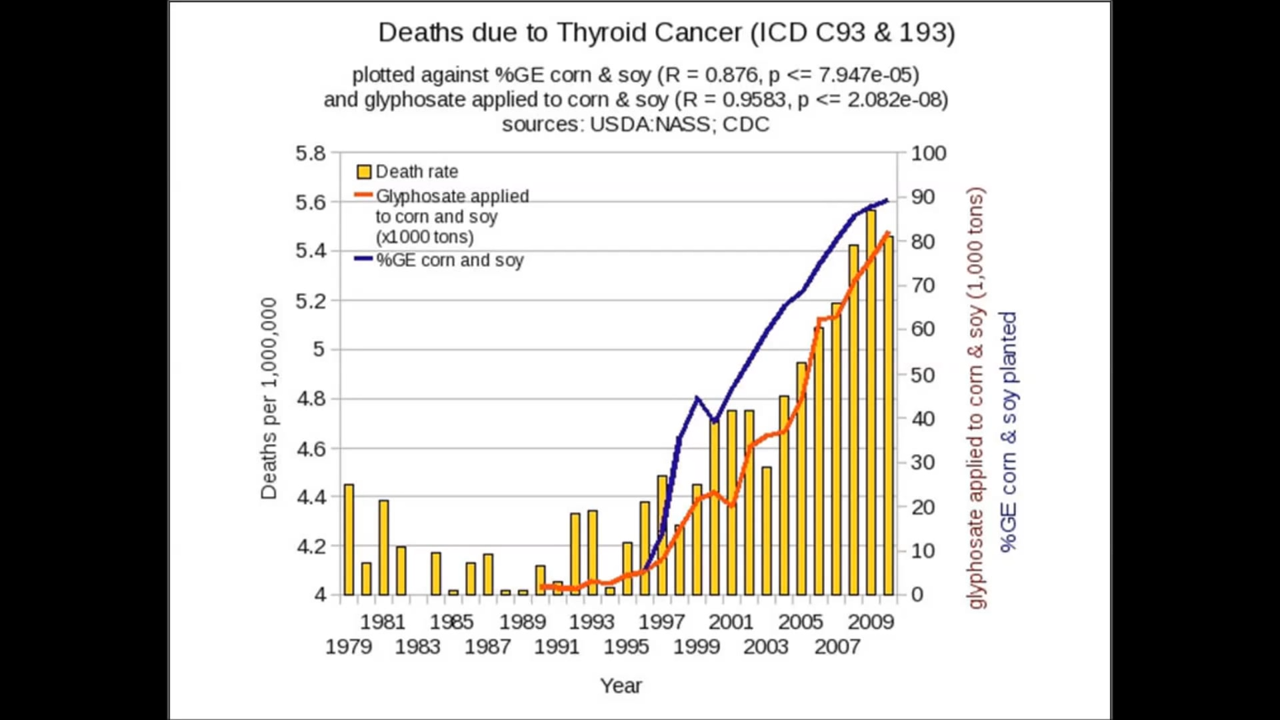 Deaths due to Thyroid Cancer (ICD C93 & 193)
plotted against %GE corn & soy (R = 0.876, p <= 7.947e-05)
and glyphosate applied to corn & soy (R = 0.9583, p <= 2.082e-08)
sources: USDA:NASS; CDC
Death rate
Glyphosate applied
to corn and soy
(x1000 tons)
%GE corn and soy
Deaths per 1,000,000
5.8
5.6
5.4
5.2
5
4.8
4.6
4.4
4.2
4
100
90
80
70
60
50
40
30
20
10
0
glyphosate applied to corn & soy (1,000 tons)
%GE corn & soy planted
1981 1985 1989 1993 1997 2001 2005 2009
1979 1983 1987 1991 1995 1999 2003 2007
Year